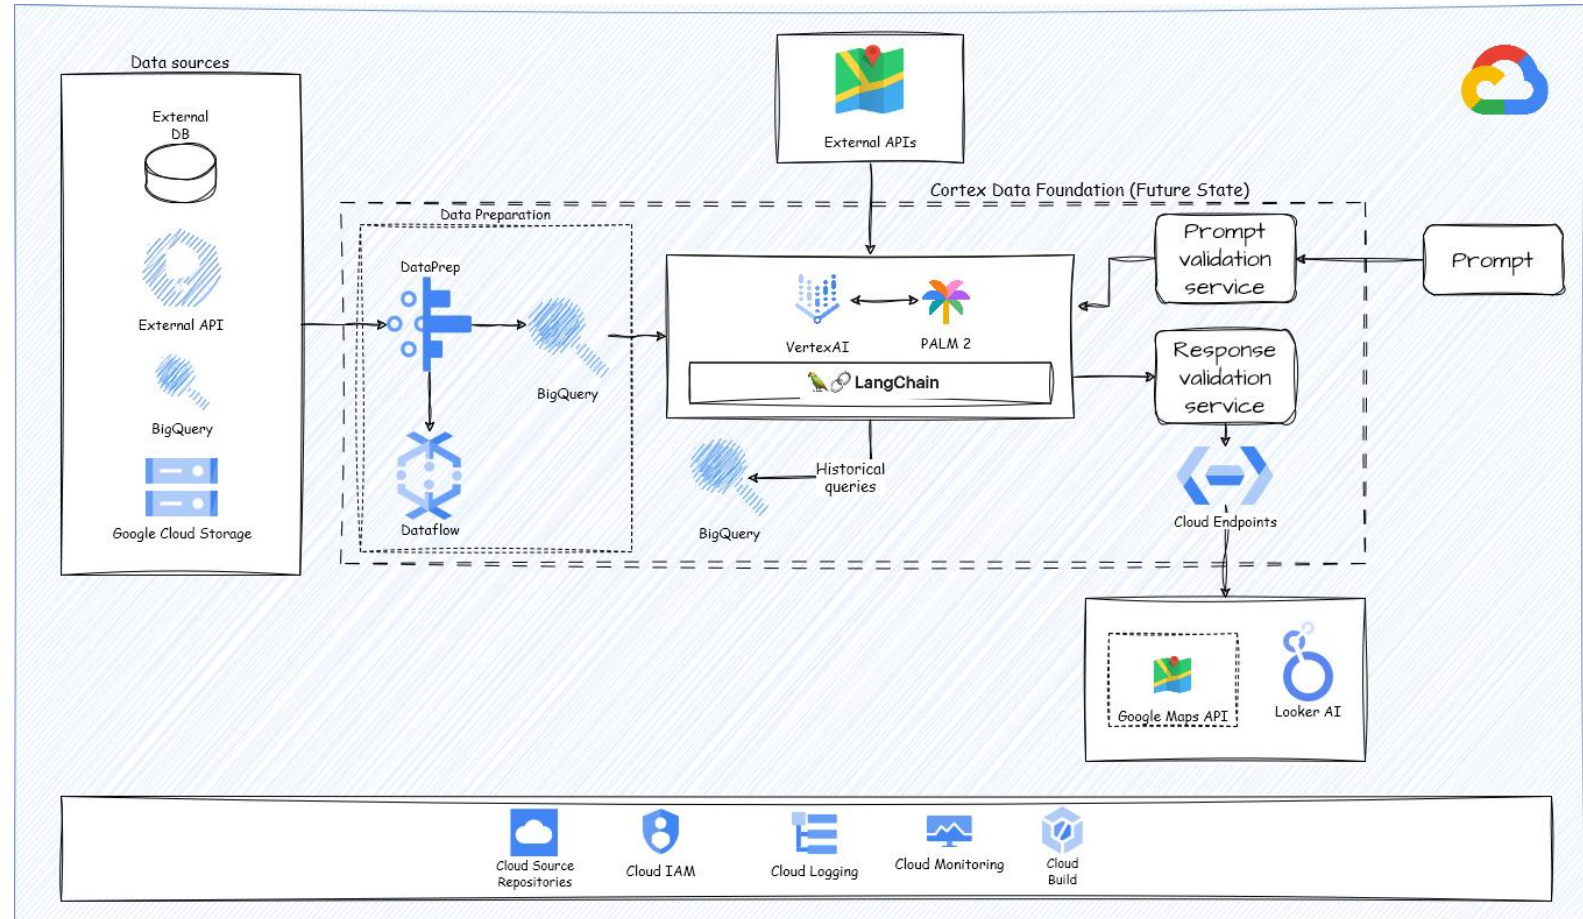 Data sources
External
DB
External API
BigQuery
Google Cloud Storage
External APIs
Cortex Data Foundation (Future State)
Data Preparation
DataPrep
BigQuery
Dataflow
VertexAI
PALM 2
LangChain
Historical
queries
BigQuery
Prompt
validation
service
Prompt
Response
validation
service
Cloud Endpoints
Google Maps API
Looker AI
Cloud Source
Repositories
Cloud IAM
Cloud Logging
Cloud Monitoring
Cloud
Build